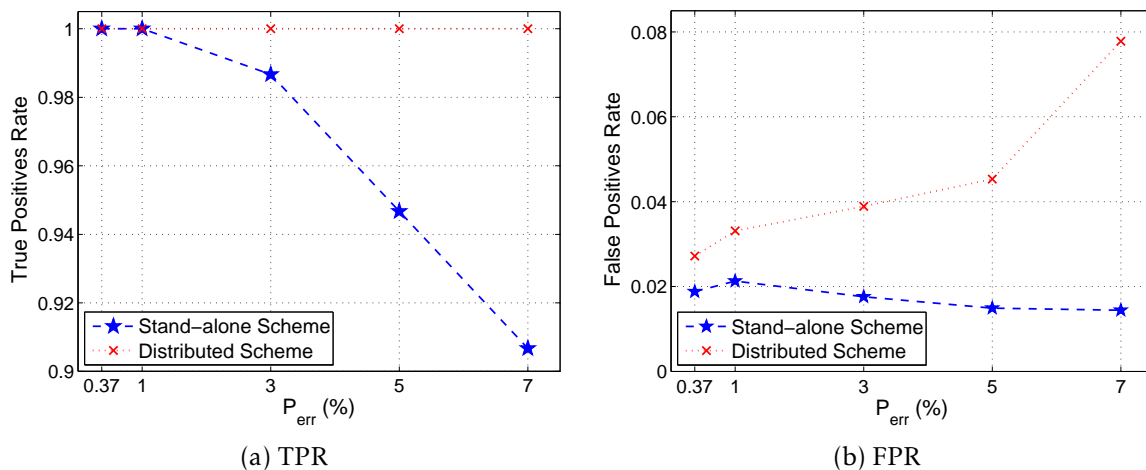 1
0.98
0.96
0.94
0.92
0.9
True Positives Rate
Stand-alone Scheme
Distributed Scheme
0.37 1 3 5 7
P_err (%)
(a) TPR
0.08
0.06
0.04
0.02
0
False Positives Rate
Stand-alone Scheme
Distributed Scheme
0.37 1 3 5 7
P_err (%)
(b) FPR